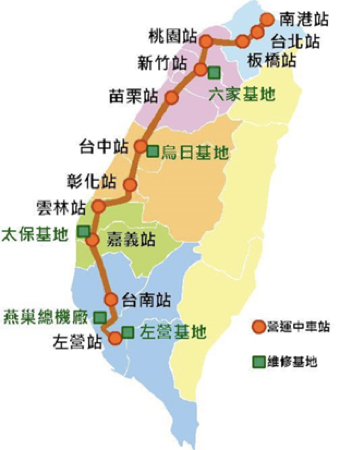 南港站
桃園站
台北站
新竹站
板橋站
苗栗站
六家基地
台中站
烏日基地
彰化站
雲林站
太保基地
嘉義站
台南站
燕巢總機廠
左營基地
左營站
營運中車站
維修基地